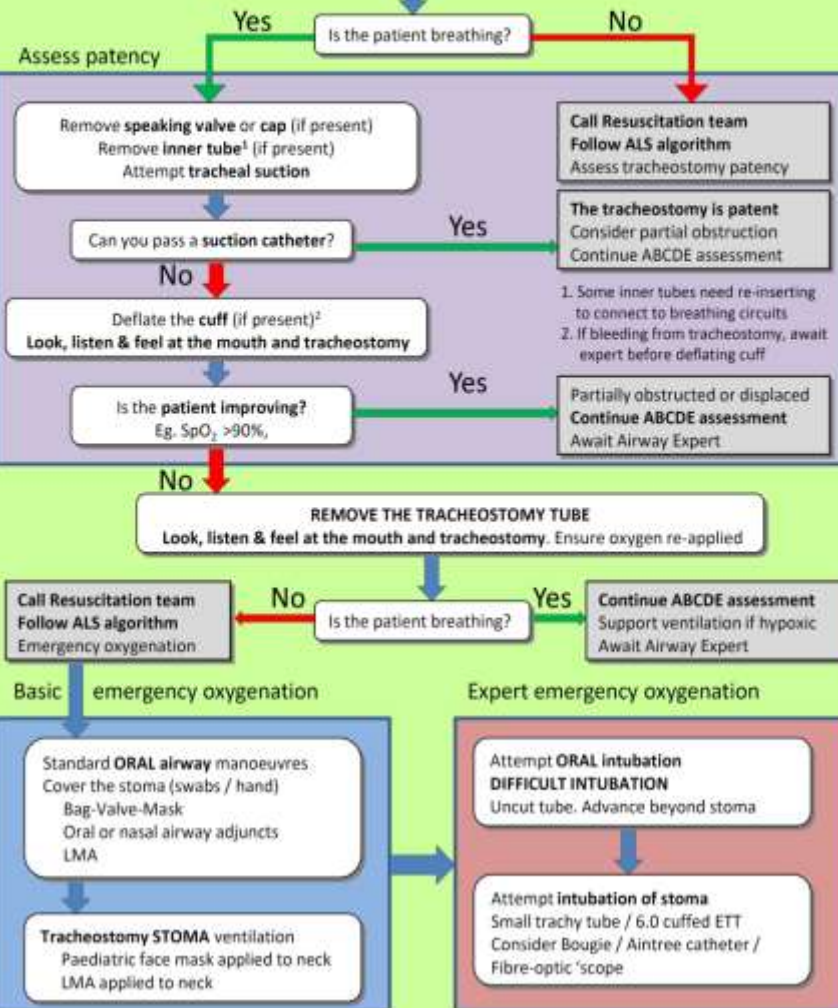 Yes
Is the patient breathing?
No
Assess patency
Remove speaking valve or cap (if present)
Remove inner tube¹ (if present)
Attempt tracheal suction
Call Resuscitation team
Follow ALS algorithm
Assess tracheostomy patency
Can you pass a suction catheter?
Yes
The tracheostomy is patent
Consider partial obstruction
Continue ABCDE assessment
No
1. Some inner tubes need re-inserting
to connect to breathing circuits
2. If bleeding from tracheostomy, await
expert before deflating cuff
Deflate the cuff (if present)²
Look, listen & feel at the mouth and tracheostomy
Is the patient improving?
Eg. SpO₂ >90%,
Yes
Partially obstructed or displaced
Continue ABCDE assessment
Await Airway Expert
No
REMOVE THE TRACHEOSTOMY TUBE
Look, listen & feel at the mouth and tracheostomy. Ensure oxygen re-applied
Call Resuscitation team
Follow ALS algorithm
Emergency oxygenation
No
Is the patient breathing?
Yes
Continue ABCDE assessment
Support ventilation if hypoxic
Await Airway Expert
Basic emergency oxygenation
Standard ORAL airway manoeuvres
Cover the stoma (swabs / hand)
Bag-Valve-Mask
Oral or nasal airway adjuncts
LMA
Tracheostomy STOMA ventilation
Paediatric face mask applied to neck
LMA applied to neck
Expert emergency oxygenation
Attempt ORAL intubation
DIFFICULT INTUBATION
Uncut tube. Advance beyond stoma
Attempt intubation of stoma
Small trachy tube / 6.0 cuffed ETT
Consider Bougie / Aintree catheter /
Fibre-optic 'scope